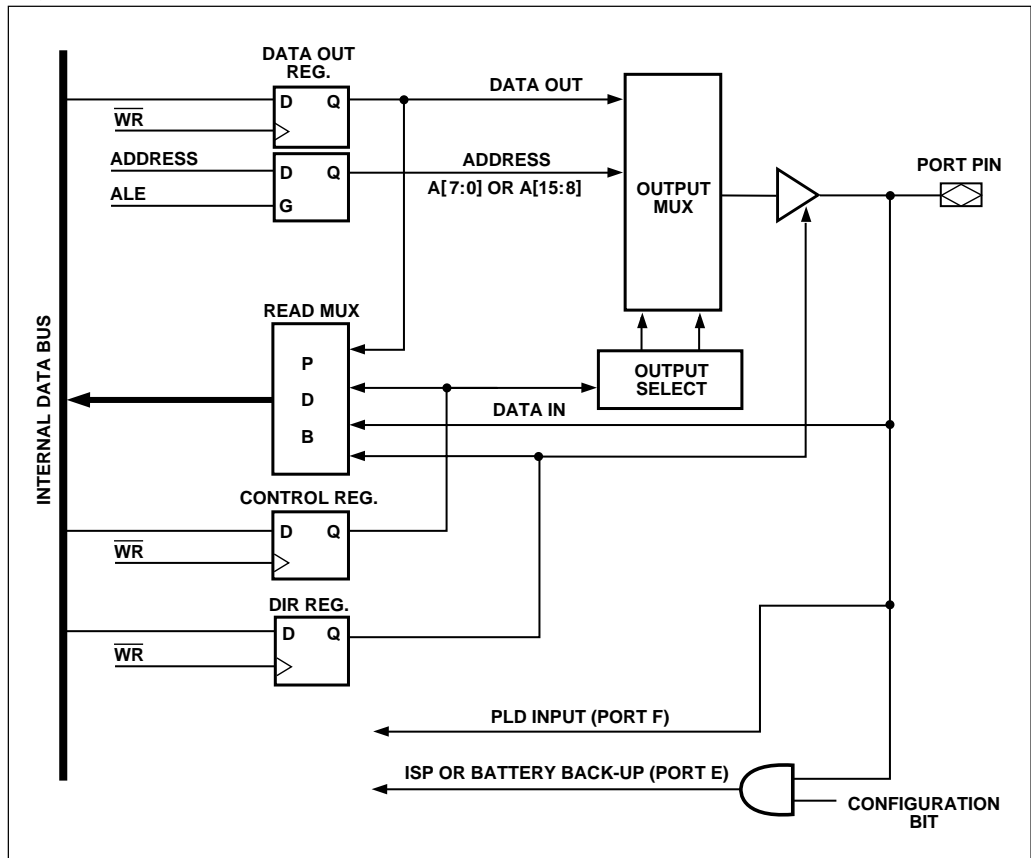 DATA OUT
REG.
D Q
WR
DATA OUT
ADDRESS
D Q
ALE
G
ADDRESS
A[7:0] OR A[15:8]
OUTPUT
MUX
PORT PIN
READ MUX
P
D
B
OUTPUT
SELECT
DATA IN
INTERNAL DATA BUS
CONTROL REG.
D Q
WR
DIR REG.
D Q
WR
PLD INPUT (PORT F)
ISP OR BATTERY BACK-UP (PORT E)
CONFIGURATION
BIT